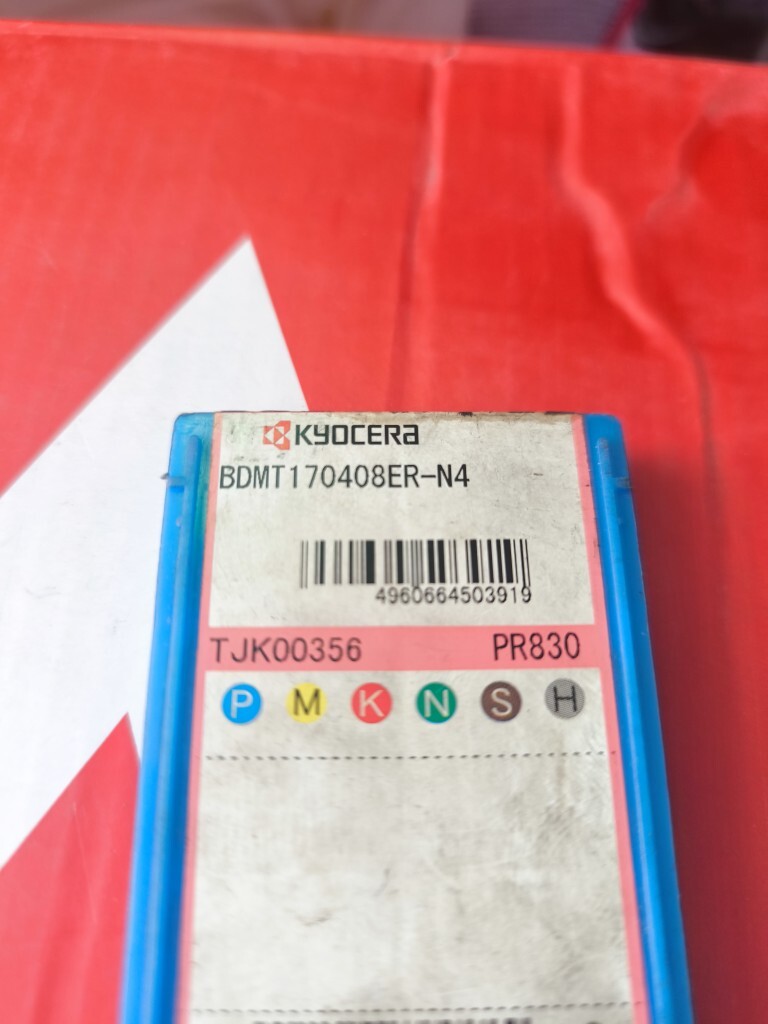 KYOCERA
BDMT170408ER-N4
4960664503919
TJK00356 PR830
P M K N S H